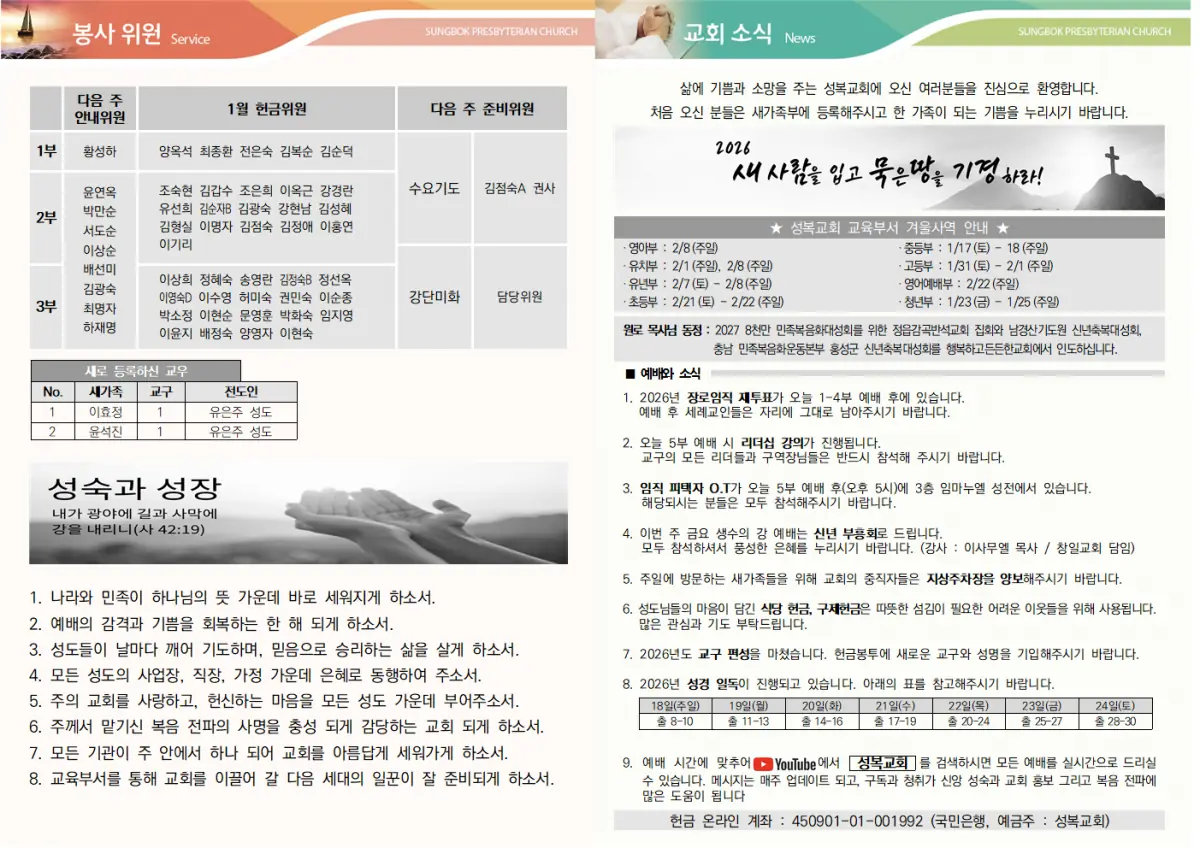 봉사 위원 Service
SUNGBOK PRESBYTERIAN CHURCH
다음 주 안내위원
1월 헌금위원
다음 주 준비위원
1부
황성하
양옥석 최종환 전은숙 김복순 김순덕
2부
윤연옥
박만순
서도순
이상순
배선미
김광숙
최명자
하재명
조숙현 김갑수 조은희 이옥근 강경란
유선희 김순자B 김광숙 강현남 김성혜
김형실 이명자 김점숙 김정애 이홍연
이기리
3부
이상희 정혜숙 송영란 김정숙B 정선옥
이명숙D 이수영 허미숙 권민숙 이순종
박소정 이현순 문영훈 박화숙 임지영
이윤지 배정숙 양영자 이현숙
수요기도
김점숙A 권사
강단미화
담당위원
새로 등록하신 교우
No. 새가족 교구 전도인
1 이효정 1 유은주 성도
2 윤석진 1 유은주 성도
성숙과 성장
내가 광야에 길과 사막에
강을 내리니(사 42:19)
1. 나라와 민족이 하나님의 뜻 가운데 바로 세워지게 하소서.
2. 예배의 감격과 기쁨을 회복하는 한 해 되게 하소서.
3. 성도들이 날마다 깨어 기도하며, 믿음으로 승리하는 삶을 살게 하소서.
4. 모든 성도의 사업장, 직장, 가정 가운데 은혜로 동행하여 주소서.
5. 주의 교회를 사랑하고, 헌신하는 마음을 모든 성도 가운데 부어주소서.
6. 주께서 맡기신 복음 전파의 사명을 충성 되게 감당하는 교회 되게 하소서.
7. 모든 기관이 주 안에서 하나 되어 교회를 아름답게 세워가게 하소서.
8. 교육부서를 통해 교회를 이끌어 갈 다음 세대의 일꾼이 잘 준비되게 하소서.
교회 소식 News
SUNGBOK PRESBYTERIAN CHURCH
삶에 기쁨과 소망을 주는 성복교회에 오신 여러분들을 진심으로 환영합니다.
처음 오신 분들은 새가족부에 등록해주시고 한 가족이 되는 기쁨을 누리시기 바랍니다.
2026
새 사람을 입고 묵은땅을 기경하라!
★ 성복교회 교육부서 겨울사역 안내 ★
· 영아부 : 2/8(주일)
· 유치부 : 2/1(주일), 2/8(주일)
· 유년부 : 2/7(토) - 2/8(주일)
· 초등부 : 2/21(토) - 2/22(주일)
· 중등부 : 1/17(토) - 18(주일)
· 고등부 : 1/31(토) - 2/1(주일)
· 영어예배부 : 2/22(주일)
· 청년부 : 1/23(금) - 1/25(주일)
원로 목사님 동정 : 2027 8천만 민족복음화대성회를 위한 정읍감곡반석교회 집회와 남경산기도원 신년축복대성회,
충남 민족복음화운동본부 홍성군 신년축복대성회를 행복하고든든한교회에서 인도하십니다.
■ 예배와 소식
1. 2026년 장로임직 재투표가 오늘 1-4부 예배 후에 있습니다.
예배 후 세례교인들은 자리에 그대로 남아주시기 바랍니다.
2. 오늘 5부 예배 시 리더십 강의가 진행됩니다.
교구의 모든 리더들과 구역장님들은 반드시 참석해 주시기 바랍니다.
3. 임직 피택자 O.T가 오늘 5부 예배 후(오후 5시)에 3층 임마누엘 성전에서 있습니다.
해당되시는 분들은 모두 참석해주시기 바랍니다.
4. 이번 주 금요 생수의 강 예배는 신년 부흥회로 드립니다.
모두 참석하셔서 풍성한 은혜를 누리시기 바랍니다. (강사 : 이사무엘 목사 / 창일교회 담임)
5. 주일에 방문하는 새가족들을 위해 교회의 중직자들은 지상주차장을 양보해주시기 바랍니다.
6. 성도님들의 마음이 담긴 식당 헌금, 구제헌금은 따뜻한 섬김이 필요한 어려운 이웃들을 위해 사용됩니다.
많은 관심과 기도 부탁드립니다.
7. 2026년도 교구 편성을 마쳤습니다. 헌금봉투에 새로운 교구와 성명을 기입해주시기 바랍니다.
8. 2026년 성경 일독이 진행되고 있습니다. 아래의 표를 참고해주시기 바랍니다.
18일(주일) 19일(월) 20일(화) 21일(수) 22일(목) 23일(금) 24일(토)
출 8-10 출 11-13 출 14-16 출 17-19 출 20-24 출 25-27 출 28-30
9. 예배 시간에 맞추어 YouTube에서 성복교회 를 검색하시면 모든 예배를 실시간으로 드리실
수 있습니다. 메시지는 매주 업데이트 되고, 구독과 청취가 신앙 성숙과 교회 홍보 그리고 복음 전파에
많은 도움이 됩니다
헌금 온라인 계좌 : 450901-01-001992 (국민은행, 예금주 : 성복교회)